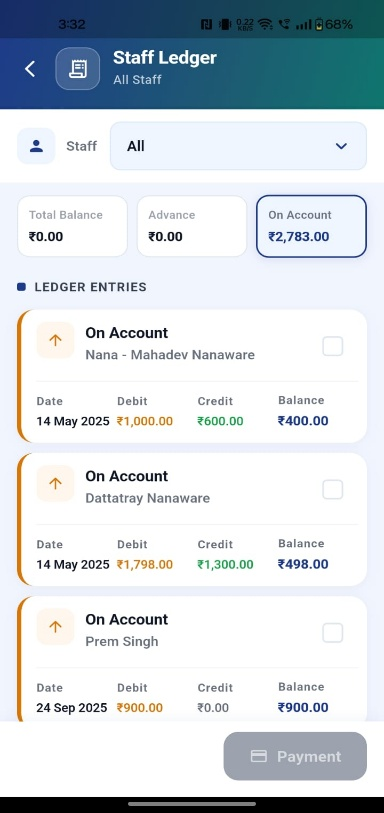 3:32
0.22
KB/S
68%
Staff Ledger
All Staff
Staff
All
Total Balance
₹0.00
Advance
₹0.00
On Account
₹2,783.00
LEDGER ENTRIES
On Account
Nana - Mahadev Nanaware
Date Debit Credit Balance
14 May 2025 ₹1,000.00 ₹600.00 ₹400.00
On Account
Dattatray Nanaware
Date Debit Credit Balance
14 May 2025 ₹1,798.00 ₹1,300.00 ₹498.00
On Account
Prem Singh
Date Debit Credit Balance
24 Sep 2025 ₹900.00 ₹0.00 ₹900.00
Payment